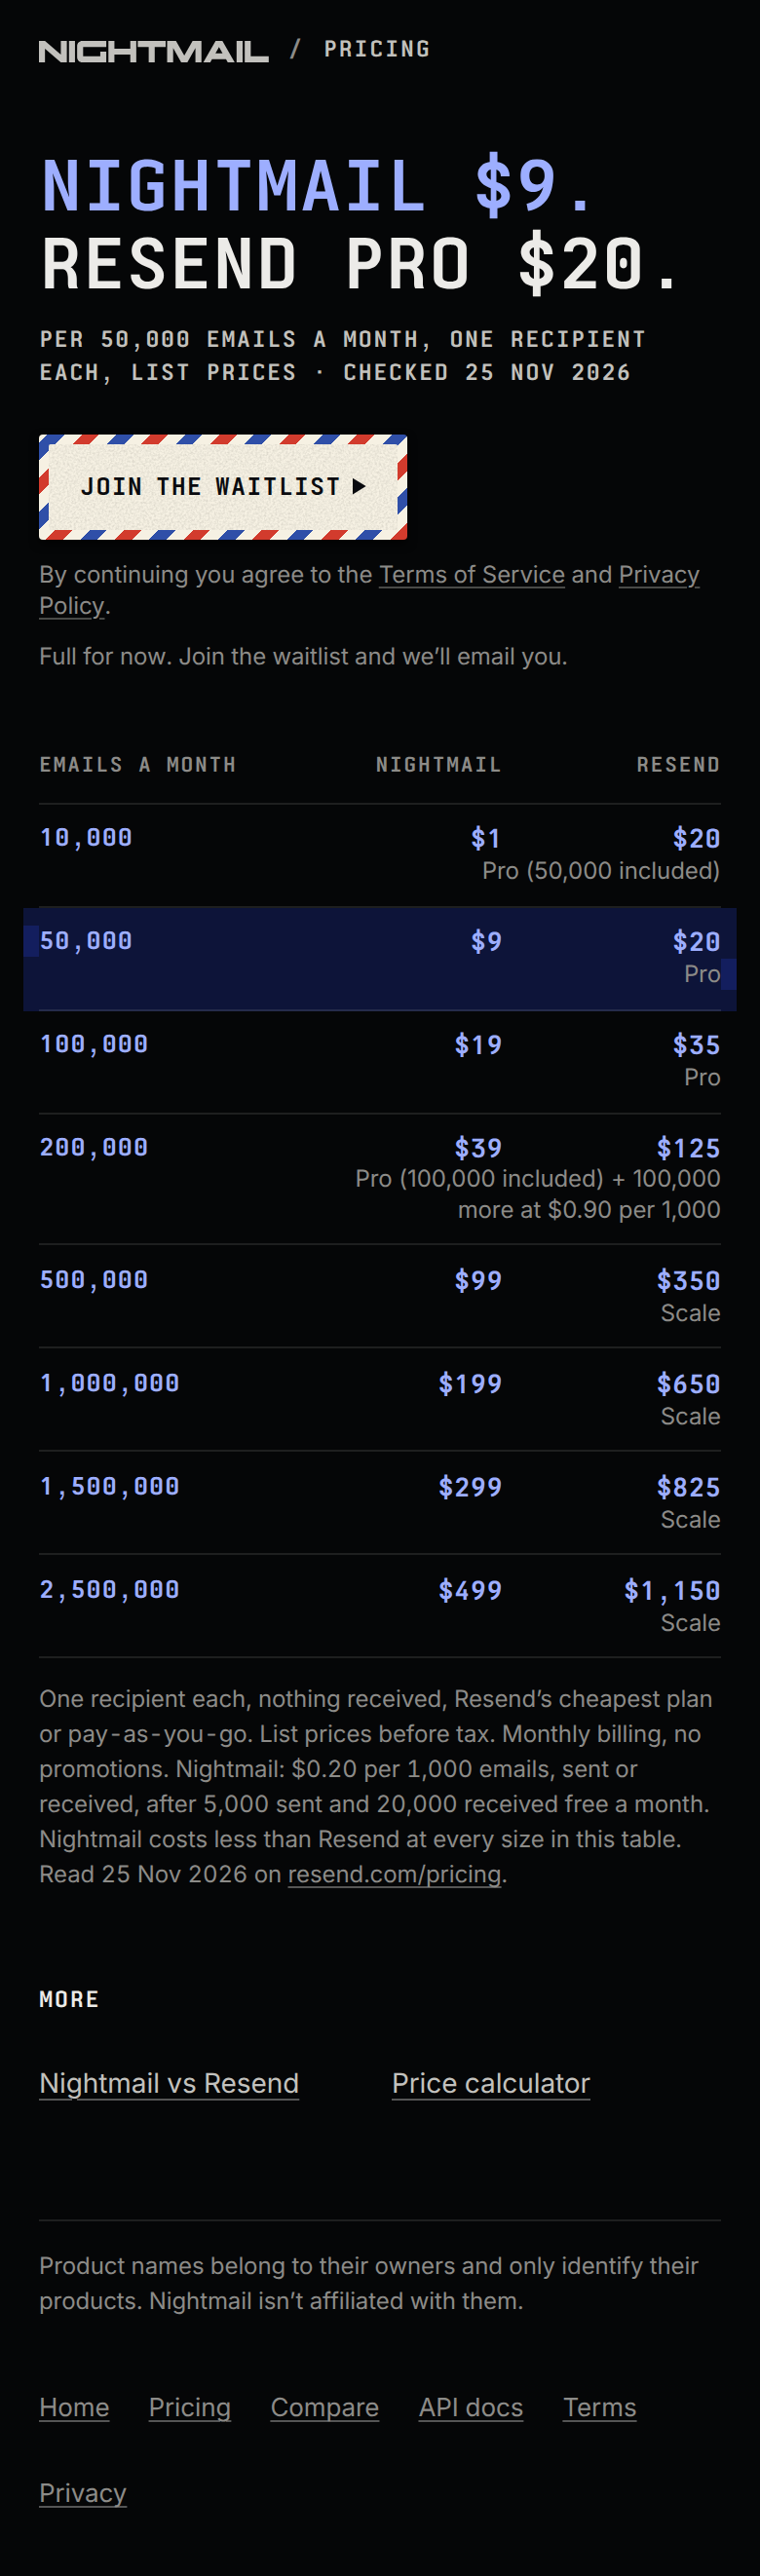 NIGHTMAIL / PRICING
NIGHTMAIL $9.
RESEND PRO $20.
PER 50,000 EMAILS A MONTH, ONE RECIPIENT
EACH, LIST PRICES · CHECKED 25 NOV 2026
JOIN THE WAITLIST ▶
By continuing you agree to the Terms of Service and Privacy
Policy.
Full for now. Join the waitlist and we’ll email you.
EMAILS A MONTH NIGHTMAIL RESEND
10,000 $1 $20
Pro (50,000 included)
50,000 $9 $20
Pro
100,000 $19 $35
Pro
200,000 $39 $125
Pro (100,000 included) + 100,000
more at $0.90 per 1,000
500,000 $99 $350
Scale
1,000,000 $199 $650
Scale
1,500,000 $299 $825
Scale
2,500,000 $499 $1,150
Scale
One recipient each, nothing received, Resend’s cheapest plan
or pay-as-you-go. List prices before tax. Monthly billing, no
promotions. Nightmail: $0.20 per 1,000 emails, sent or
received, after 5,000 sent and 20,000 received free a month.
Nightmail costs less than Resend at every size in this table.
Read 25 Nov 2026 on resend.com/pricing.
MORE
Nightmail vs Resend Price calculator
Product names belong to their owners and only identify their
products. Nightmail isn’t affiliated with them.
Home Pricing Compare API docs Terms
Privacy